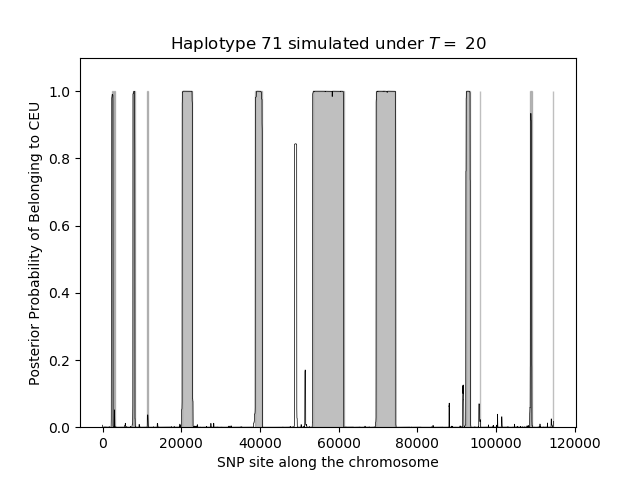 Haplotype 71 simulated under T = 20
Posterior Probability of Belonging to CEU
1.0
0.8
0.6
0.4
0.2
0.0
0 20000 40000 60000 80000 100000 120000
SNP site along the chromosome